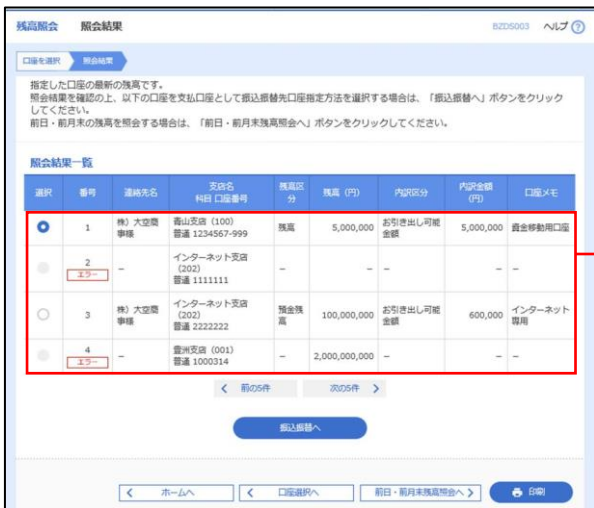 残高照会 照会結果 BZDS003 ヘルプ ?
口座を選択 照会結果
指定した口座の最新の残高です。
照会結果を確認の上、以下の口座を支払口座として振込振替先口座指定方法を選択する場合は、「振込振替へ」ボタンをクリック
してください。
前日・前月末の残高を照会する場合は、「前日・前月末残高照会へ」ボタンをクリックしてください。
照会結果一覧
選択 番号 連絡先名 支店名 科目 口座番号 残高区分 残高（円） 内訳区分 内訳金額（円） 口座メモ
1 株）大空商事様 青山支店（100） 普通 1234567-999 残高 5,000,000 お引き出し可能金額 5,000,000 資金移動用口座
2 エラー － インターネット支店（202） 普通 1111111 － － － － －
3 株）大空商事様 インターネット支店（202） 普通 2222222 預金残高 100,000,000 お引き出し可能金額 600,000 インターネット専用
4 エラー － 豊洲支店（001） 普通 1000314 － 2,000,000,000 － － －
前の5件 次の5件
振込振替へ
ホームへ 口座選択へ 前日・前月末残高照会へ 印刷